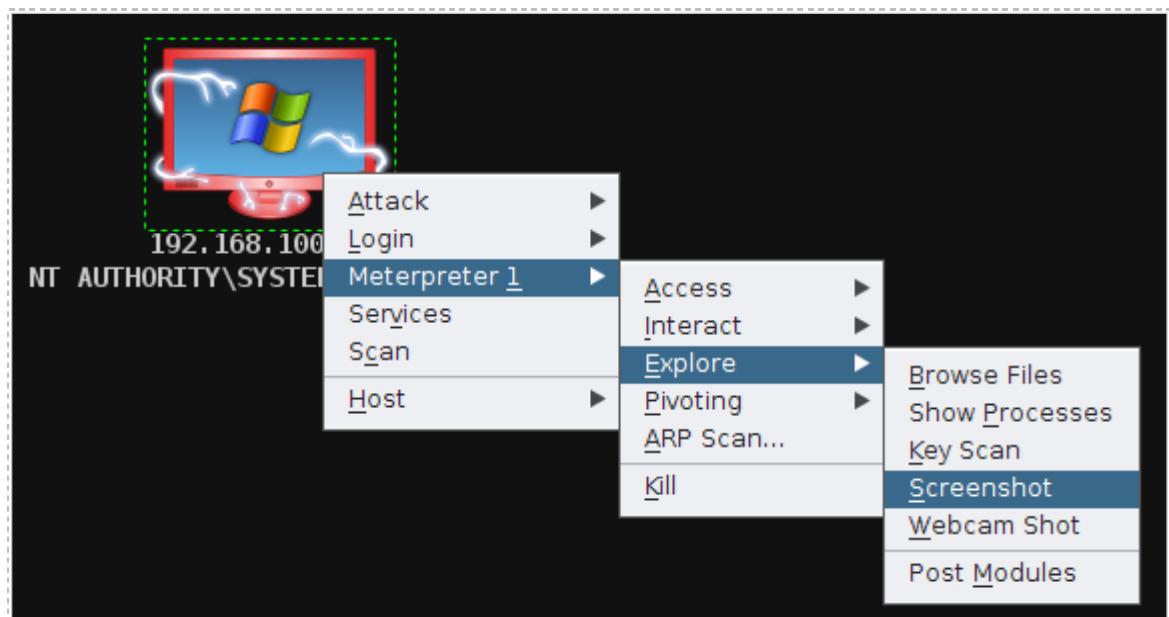 192.168.100
NT AUTHORITY\SYSTE
Attack
Login
Meterpreter 1
Services
Scan
Host
Access
Interact
Explore
Pivoting
ARP Scan...
Kill
Browse Files
Show Processes
Key Scan
Screenshot
Webcam Shot
Post Modules